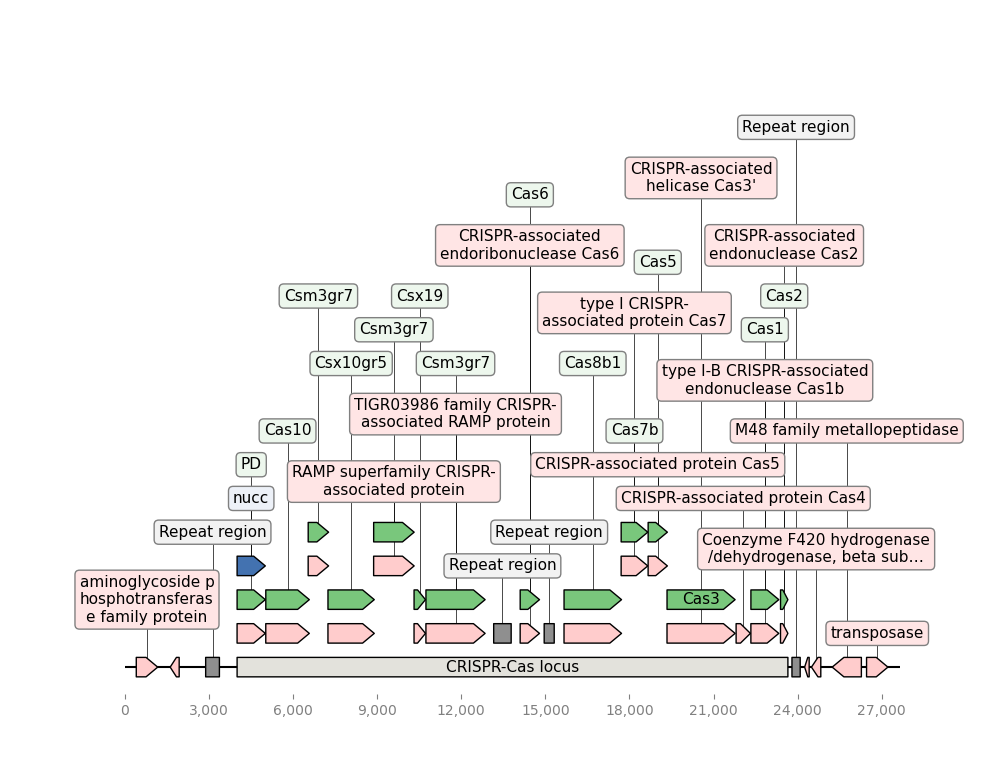 Repeat region
CRISPR-associated
helicase Cas3'
Cas6
CRISPR-associated
endoribonuclease Cas6
CRISPR-associated
endonuclease Cas2
Cas5
Csm3gr7
Csx19
Cas2
type I CRISPR-
associated protein Cas7
Csm3gr7
Cas1
Csx10gr5
Csm3gr7
Cas8b1
type I-B CRISPR-associated
endonuclease Cas1b
TIGR03986 family CRISPR-
associated RAMP protein
Cas10
Cas7b
M48 family metallopeptidase
PD
CRISPR-associated protein Cas5
RAMP superfamily CRISPR-
associated protein
nucc
CRISPR-associated protein Cas4
Repeat region
Repeat region
Coenzyme F420 hydrogenase
/dehydrogenase, beta sub...
Repeat region
aminoglycoside p
hosphotransferas
e family protein
Cas3
transposase
CRISPR-Cas locus
0
3,000
6,000
9,000
12,000
15,000
18,000
21,000
24,000
27,000